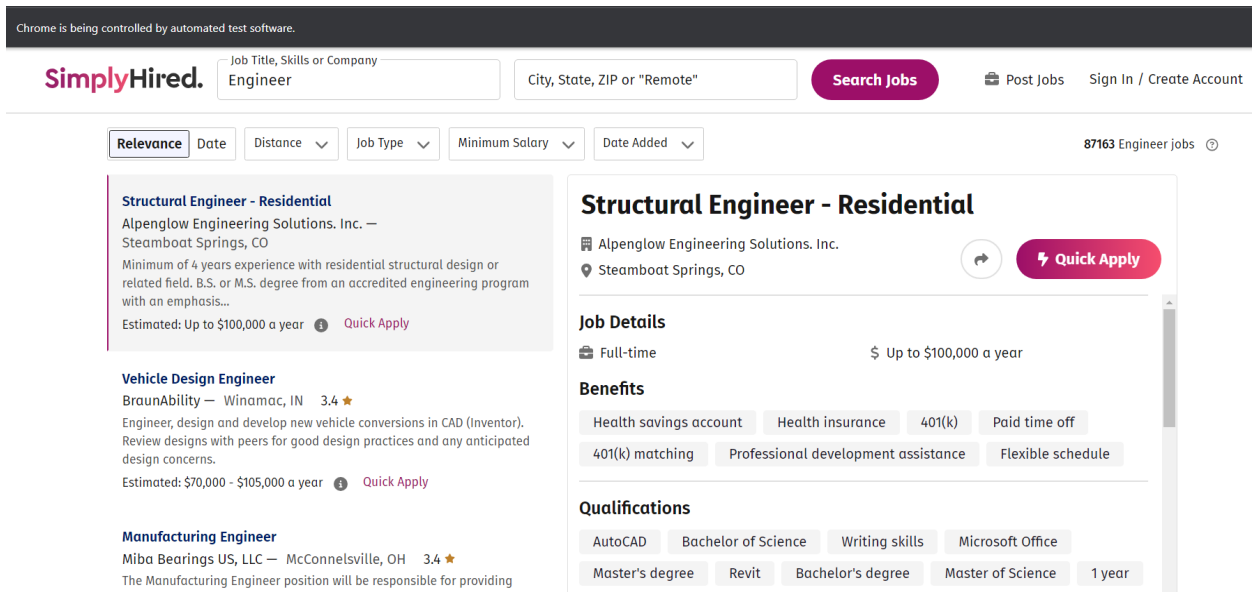 Chrome is being controlled by automated test software.
SimplyHired.
Job Title, Skills or Company
Engineer
City, State, ZIP or "Remote"
Search Jobs
Post Jobs
Sign In / Create Account
Relevance
Date
Distance
Job Type
Minimum Salary
Date Added
87163 Engineer jobs
?
Structural Engineer - Residential
Alpenglow Engineering Solutions. Inc. —
Steamboat Springs, CO
Minimum of 4 years experience with residential structural design or
related field. B.S. or M.S. degree from an accredited engineering program
with an emphasis...
Estimated: Up to $100,000 a year
i
Quick Apply
Vehicle Design Engineer
BraunAbility — Winamac, IN 3.4 ★
Engineer, design and develop new vehicle conversions in CAD (Inventor).
Review designs with peers for good design practices and any anticipated
design concerns.
Estimated: $70,000 - $105,000 a year
i
Quick Apply
Manufacturing Engineer
Miba Bearings US, LLC — McConnelsville, OH 3.4 ★
The Manufacturing Engineer position will be responsible for providing
Structural Engineer - Residential
Alpenglow Engineering Solutions. Inc.
Steamboat Springs, CO
Quick Apply
Job Details
Full-time
$ Up to $100,000 a year
Benefits
Health savings account
Health insurance
401(k)
Paid time off
401(k) matching
Professional development assistance
Flexible schedule
Qualifications
AutoCAD
Bachelor of Science
Writing skills
Microsoft Office
Master's degree
Revit
Bachelor's degree
Master of Science
1 year